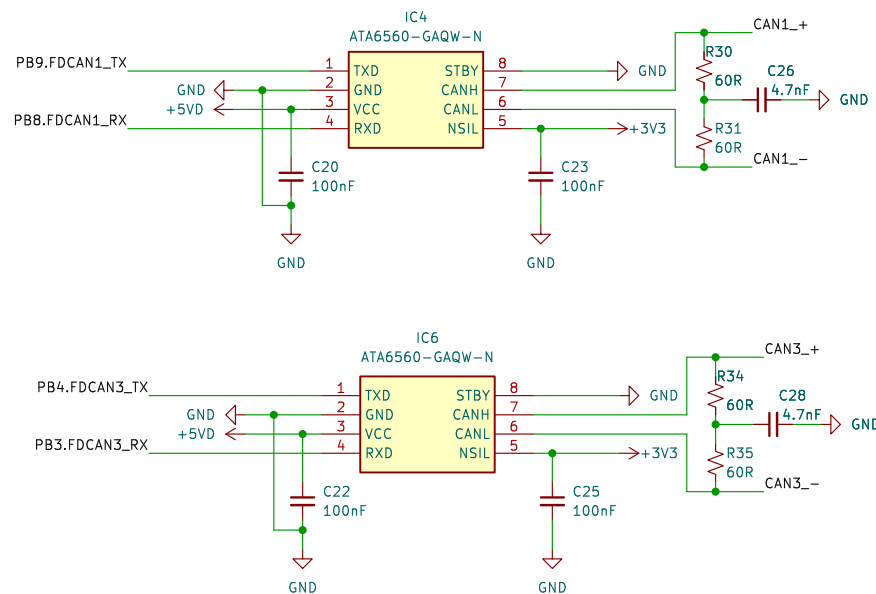 IC4
ATA6560-GAQW-N
CAN1_+
PB9.FDCAN1_TX
1
TXD
STBY
8
GND
R30
60R
C26
4.7nF
GND
GND
2
GND
CANH
7
+5VD
3
VCC
CANL
6
PB8.FDCAN1_RX
4
RXD
NSIL
5
+3V3
R31
60R
CAN1_-
C20
100nF
C23
100nF
GND
GND
IC6
ATA6560-GAQW-N
CAN3_+
PB4.FDCAN3_TX
1
TXD
STBY
8
GND
R34
60R
C28
4.7nF
GND
GND
2
GND
CANH
7
+5VD
3
VCC
CANL
6
PB3.FDCAN3_RX
4
RXD
NSIL
5
+3V3
R35
60R
CAN3_-
C22
100nF
C25
100nF
GND
GND